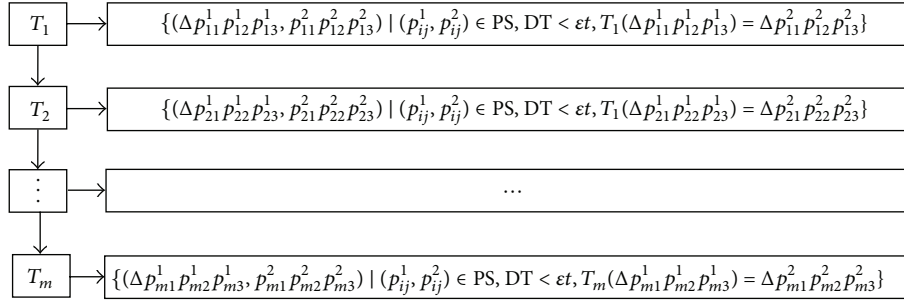 T₁ {(Δp¹₁₁p¹₁₂p¹₁₃, p²₁₁p²₁₂p²₁₃) | (p¹ᵢⱼ, p²ᵢⱼ) ∈ PS, DT < εt, T₁(Δp¹₁₁p¹₁₂p¹₁₃) = Δp²₁₁p²₁₂p²₁₃}
T₂ {(Δp¹₂₁p¹₂₂p¹₂₃, p²₂₁p²₂₂p²₂₃) | (p¹ᵢⱼ, p²ᵢⱼ) ∈ PS, DT < εt, T₁(Δp¹₂₁p¹₂₂p¹₂₃) = Δp²₂₁p²₂₂p²₂₃}
⋮ ...
Tₘ {(Δp¹ₘ₁p¹ₘ₂p¹ₘ₃, p²ₘ₁p²ₘ₂p²ₘ₃) | (p¹ᵢⱼ, p²ᵢⱼ) ∈ PS, DT < εt, Tₘ(Δp¹ₘ₁p¹ₘ₂p¹ₘ₃) = Δp²ₘ₁p²ₘ₂p²ₘ₃}